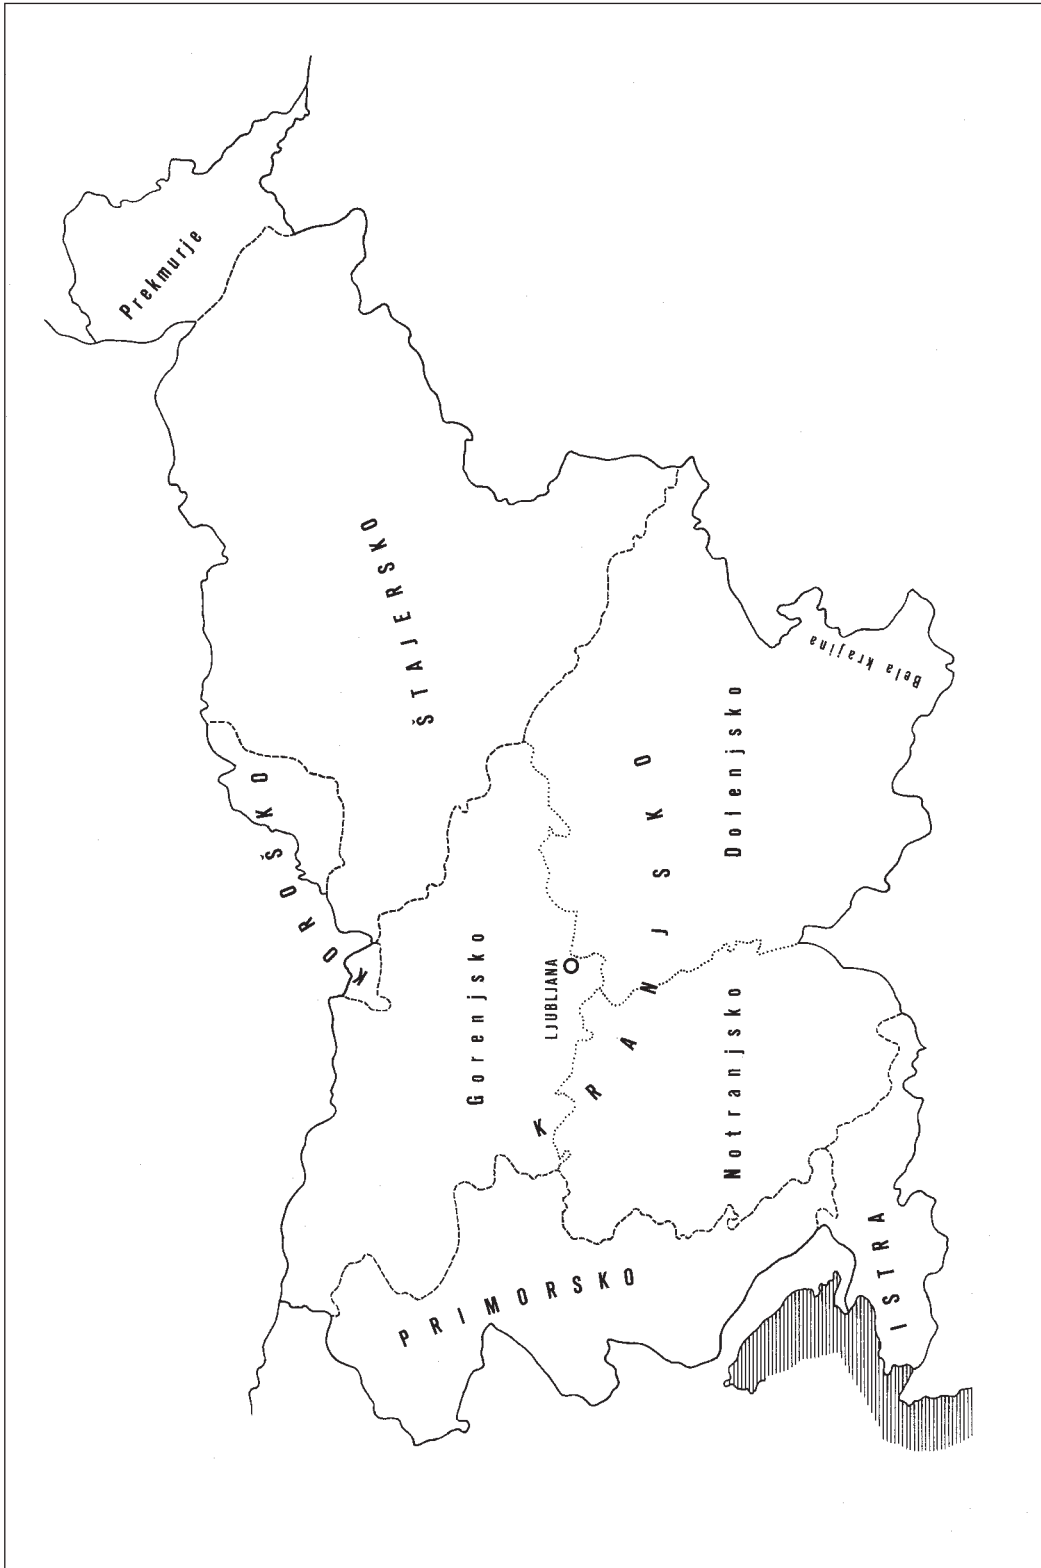 Prekmurje
KOROŠKO
ŠTAJERSKO
Gorenjsko
LJUBLJANA
KRANJSKO
PRIMORSKO
Notranjsko
Dolenjsko
Bela krajina
ISTRA